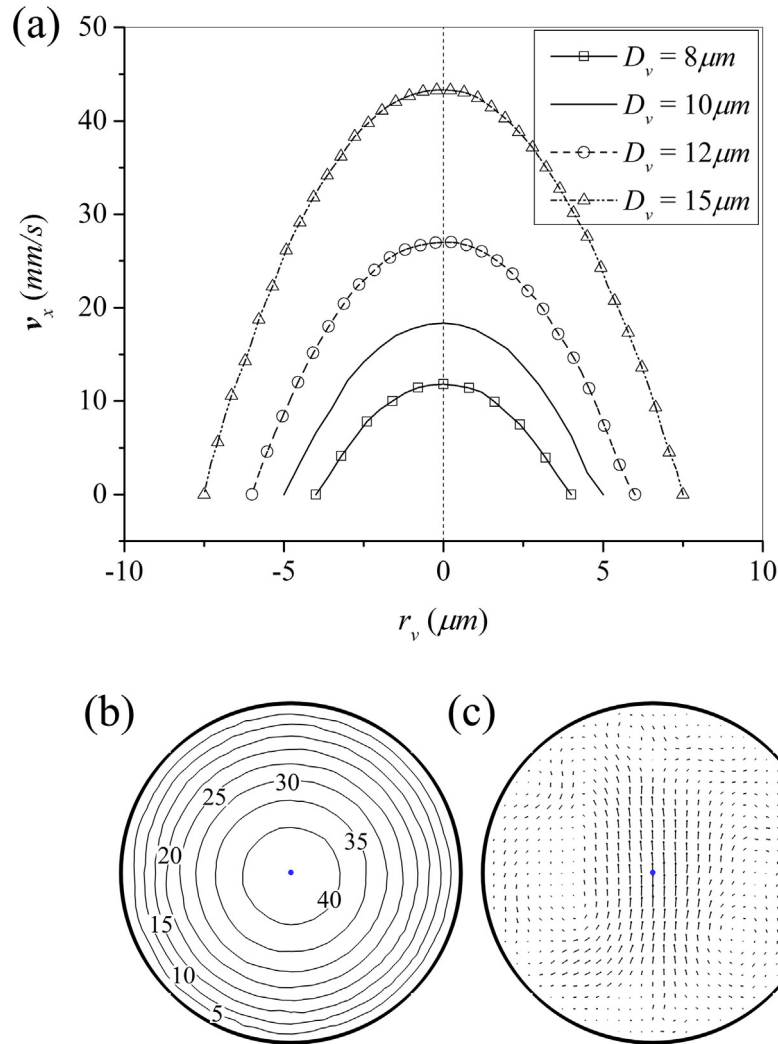 (a)
50
40
30
20
10
0
-10
-5
0
5
10
v_x (mm/s)
r_v (μm)
D_v = 8μm
D_v = 10μm
D_v = 12μm
D_v = 15μm
(b)
30
25
35
20
40
15
10
5
(c)